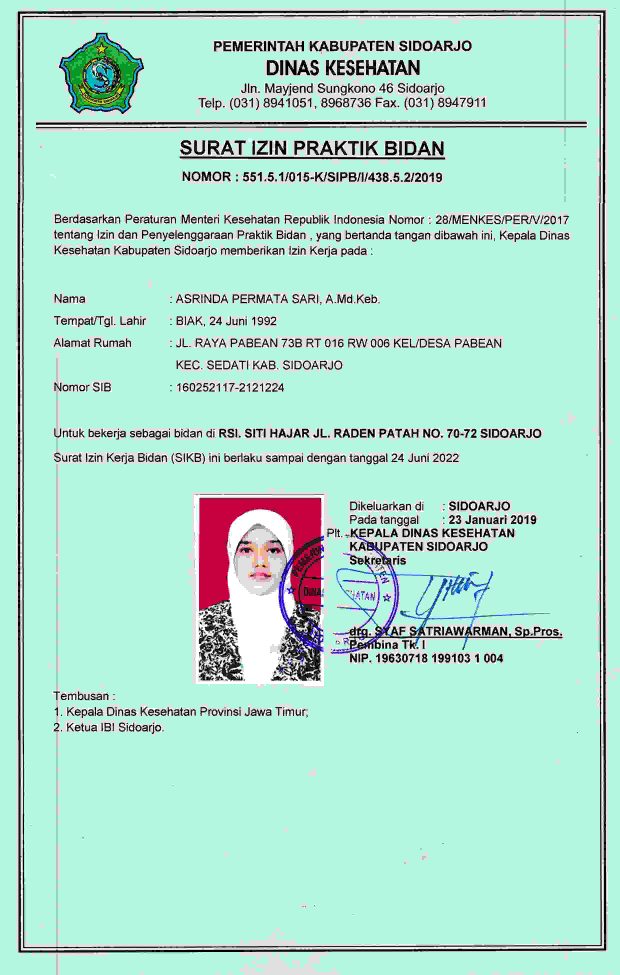 PEMERINTAH KABUPATEN SIDOARJO
DINAS KESEHATAN
Jln. Mayjend Sungkono 46 Sidoarjo
Telp. (031) 8941051, 8968736 Fax. (031) 8947911
SURAT IZIN PRAKTIK BIDAN
NOMOR : 551.5.1/015-K/SIPB/I/438.5.2/2019
Berdasarkan Peraturan Menteri Kesehatan Republik Indonesia Nomor : 28/MENKES/PER/V/2017
tentang Izin dan Penyelenggaraan Praktik Bidan , yang bertanda tangan dibawah ini, Kepala Dinas
Kesehatan Kabupaten Sidoarjo memberikan Izin Kerja pada :
Nama : ASRINDA PERMATA SARI, A.Md.Keb.
Tempat/Tgl. Lahir : BIAK, 24 Juni 1992
Alamat Rumah : JL. RAYA PABEAN 73B RT 016 RW 006 KEL/DESA PABEAN
KEC. SEDATI KAB. SIDOARJO
Nomor SIB : 160252117-2121224
Untuk bekerja sebagai bidan di RSI. SITI HAJAR JL. RADEN PATAH NO. 70-72 SIDOARJO
Surat Izin Kerja Bidan (SIKB) ini berlaku sampai dengan tanggal 24 Juni 2022
Dikeluarkan di : SIDOARJO
Pada tanggal : 23 Januari 2019
Plt. KEPALA DINAS KESEHATAN
KABUPATEN SIDOARJO
Sekretaris
drg. SYAF SATRIAWARMAN, Sp.Pros.
Pembina Tk. I
NIP. 19630718 199103 1 004
Tembusan :
1. Kepala Dinas Kesehatan Provinsi Jawa Timur;
2. Ketua IBI Sidoarjo.